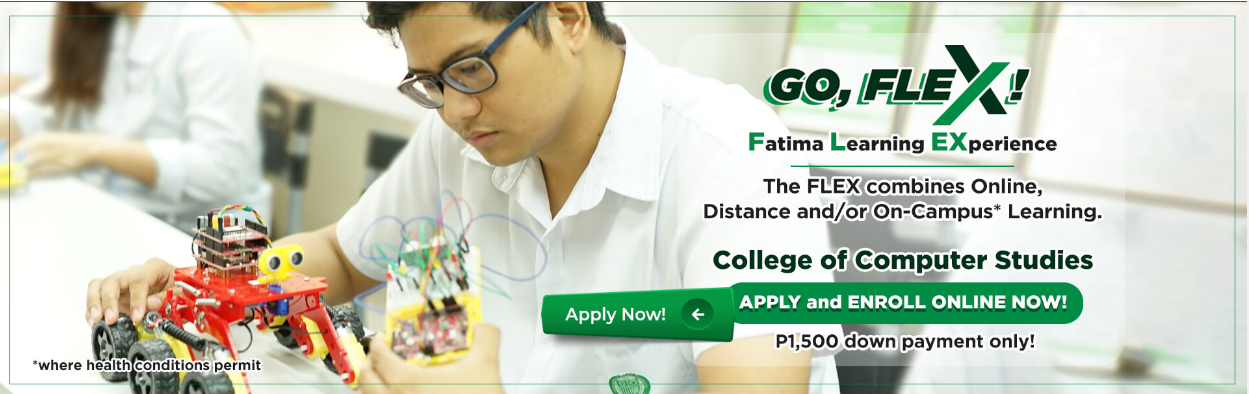 GO, FLEX!
Fatima Learning EXperience
The FLEX combines Online,
Distance and/or On-Campus* Learning.
College of Computer Studies
Apply Now!
APPLY and ENROLL ONLINE NOW!
P1,500 down payment only!
*where health conditions permit